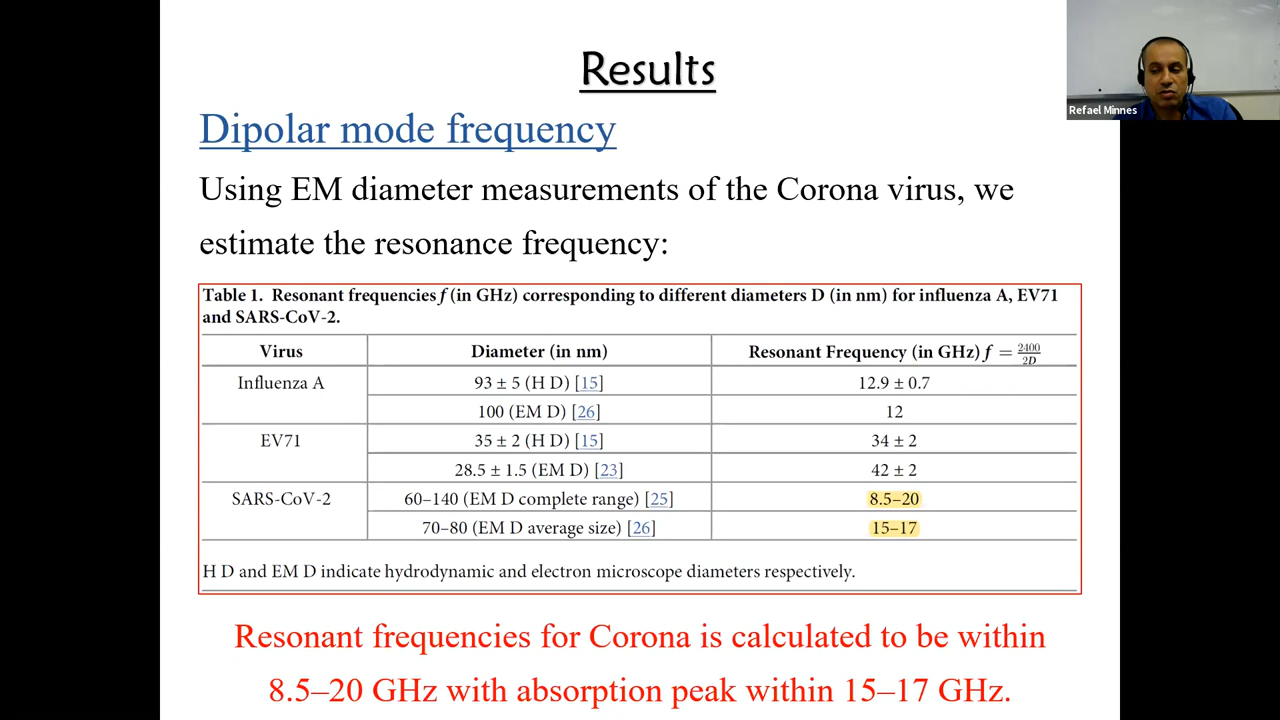 Results
Refael Minnes
Dipolar mode frequency
Using EM diameter measurements of the Corona virus, we
estimate the resonance frequency:
Table 1. Resonant frequencies f (in GHz) corresponding to different diameters D (in nm) for influenza A, EV71
and SARS-CoV-2.
Virus Diameter (in nm) Resonant Frequency (in GHz) f = 2400/2D
Influenza A 93 ± 5 (H D) [15] 12.9 ± 0.7
100 (EM D) [26] 12
EV71 35 ± 2 (H D) [15] 34 ± 2
28.5 ± 1.5 (EM D) [23] 42 ± 2
SARS-CoV-2 60–140 (EM D complete range) [25] 8.5–20
70–80 (EM D average size) [26] 15–17
H D and EM D indicate hydrodynamic and electron microscope diameters respectively.
Resonant frequencies for Corona is calculated to be within
8.5–20 GHz with absorption peak within 15–17 GHz.